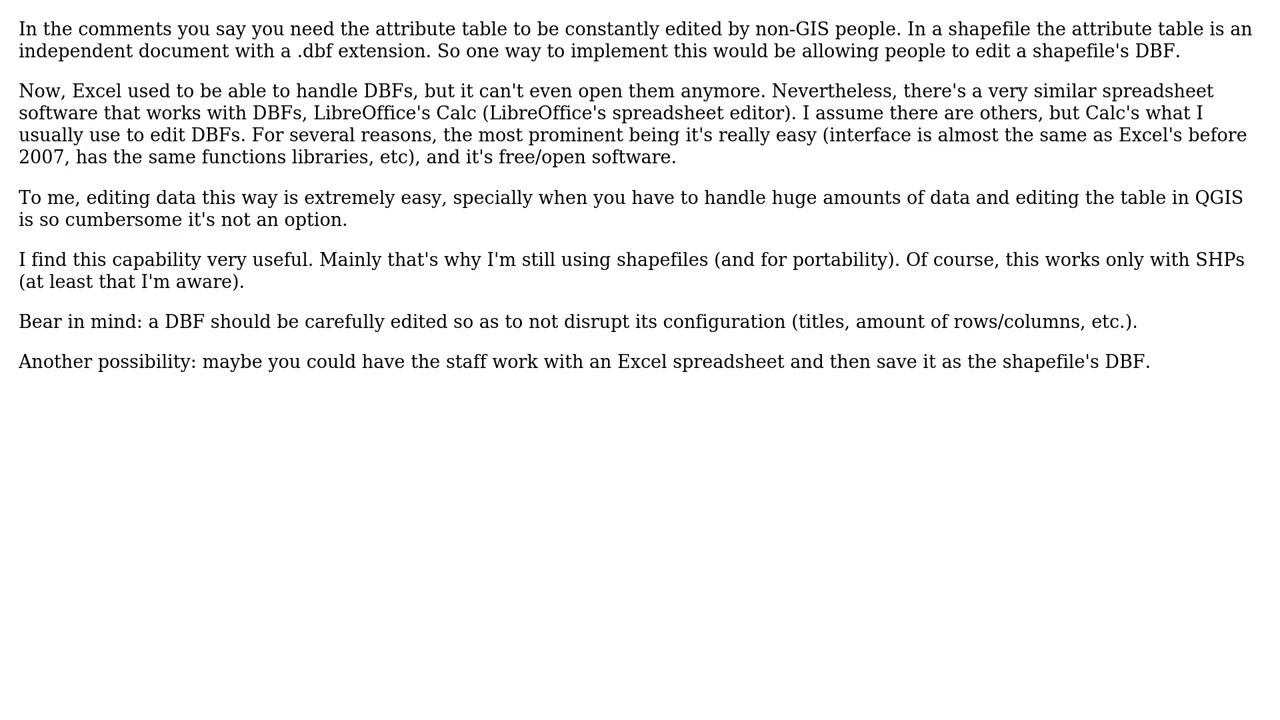 In the comments you say you need the attribute table to be constantly edited by non-GIS people. In a shapefile the attribute table is an
independent document with a .dbf extension. So one way to implement this would be allowing people to edit a shapefile's DBF.
Now, Excel used to be able to handle DBFs, but it can't even open them anymore. Nevertheless, there's a very similar spreadsheet
software that works with DBFs, LibreOffice's Calc (LibreOffice's spreadsheet editor). I assume there are others, but Calc's what I
usually use to edit DBFs. For several reasons, the most prominent being it's really easy (interface is almost the same as Excel's before
2007, has the same functions libraries, etc), and it's free/open software.
To me, editing data this way is extremely easy, specially when you have to handle huge amounts of data and editing the table in QGIS
is so cumbersome it's not an option.
I find this capability very useful. Mainly that's why I'm still using shapefiles (and for portability). Of course, this works only with SHPs
(at least that I'm aware).
Bear in mind: a DBF should be carefully edited so as to not disrupt its configuration (titles, amount of rows/columns, etc.).
Another possibility: maybe you could have the staff work with an Excel spreadsheet and then save it as the shapefile's DBF.